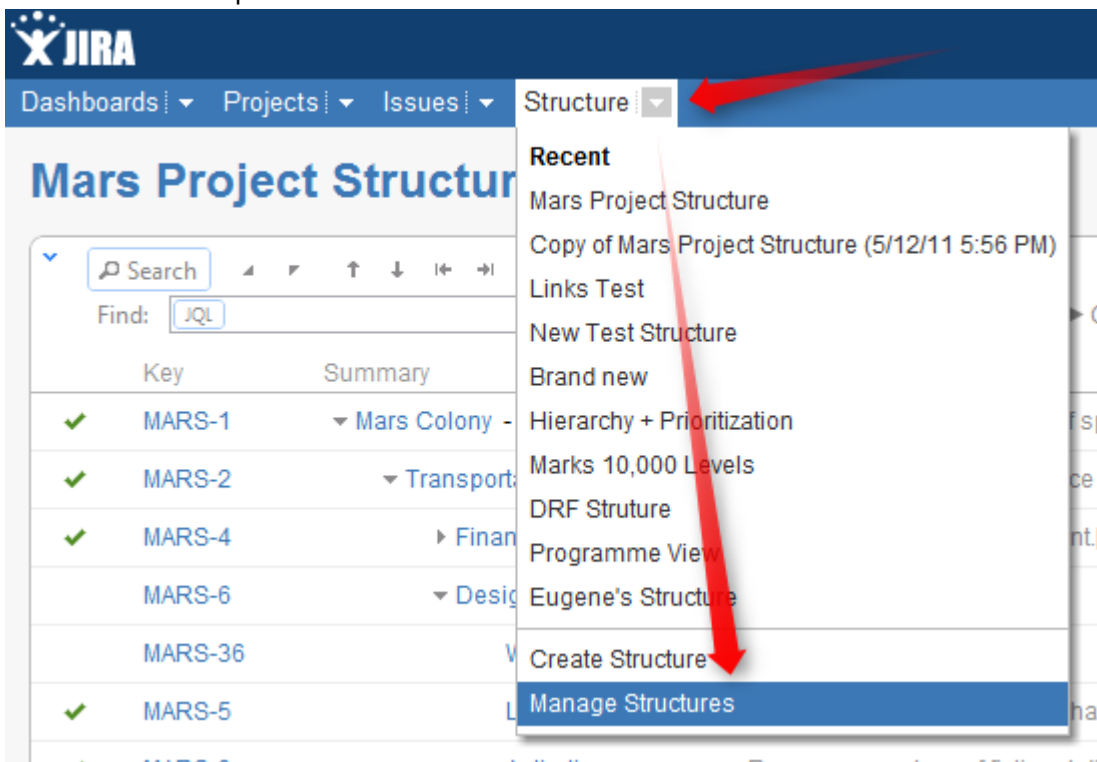 JIRA
Dashboards Projects Issues Structure
Mars Project Structur
Recent
Mars Project Structure
Copy of Mars Project Structure (5/12/11 5:56 PM)
Links Test
New Test Structure
Brand new
Hierarchy + Prioritization
Marks 10,000 Levels
DRF Struture
Programme View
Eugene's Structure
Create Structure
Manage Structures
Search
Find: JQL
Key Summary
MARS-1 Mars Colony -
MARS-2 Transport
MARS-4 Finan
MARS-6 Desig
MARS-36
MARS-5